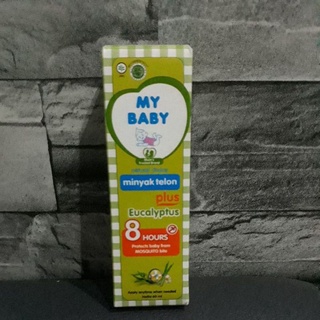 MY
BABY
minyak telon
plus
Eucalyptus
8 HOURS
Protects baby from
MOSQUITO bite